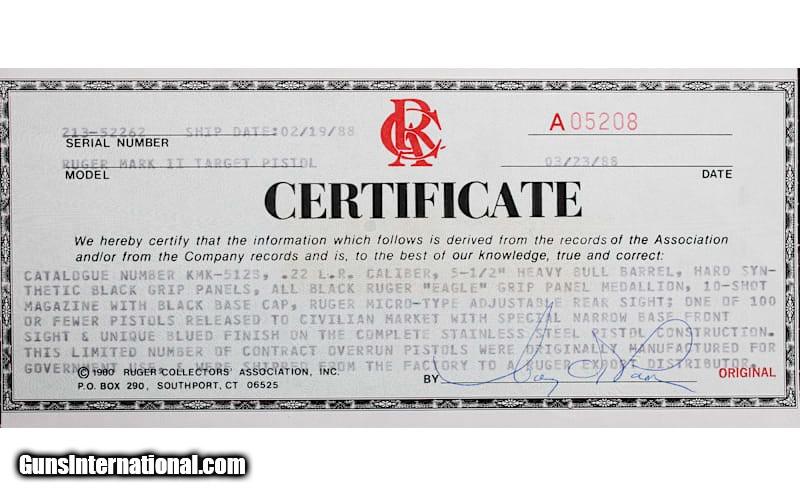 213-52262 SHIP DATE:02/19/88
A05208
SERIAL NUMBER
RCA
RUGER MARK II TARGET PISTOL
03/23/88
MODEL
DATE
CERTIFICATE
We hereby certify that the information which follows is derived from the records of the Association
and/or from the Company records and is, to the best of our knowledge, true and correct:
CATALOGUE NUMBER KMK-512S, .22 L.R. CALIBER, 5-1/2" HEAVY BULL BARREL, HARD SYN-
THETIC BLACK GRIP PANELS, ALL BLACK RUGER "EAGLE" GRIP PANEL MEDALLION, 10-SHOT
MAGAZINE WITH BLACK BASE CAP, RUGER MICRO-TYPE ADJUSTABLE REAR SIGHT; ONE OF 100
OR FEWER PISTOLS RELEASED TO CIVILIAN MARKET WITH SPECIAL NARROW BASE FRONT
SIGHT & UNIQUE BLUED FINISH ON THE COMPLETE STAINLESS STEEL PISTOL CONSTRUCTION.
THIS LIMITED NUMBER OF CONTRACT OVERRUN PISTOLS WERE ORIGINALLY MANUFACTURED FOR
GOVERNMENT WERE SHIPPED FROM THE FACTORY TO A RUGER EXPORT DISTRIBUTOR.
© 1980 RUGER COLLECTORS' ASSOCIATION, INC.
P.O. BOX 290, SOUTHPORT, CT 06525
BY
ORIGINAL
GunsInternational.com